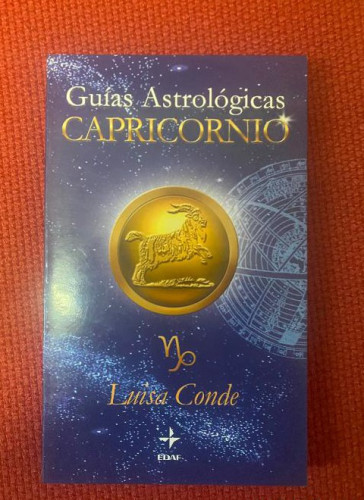 Guías Astrológicas
CAPRICORNIO
Luisa Conde
EDAF